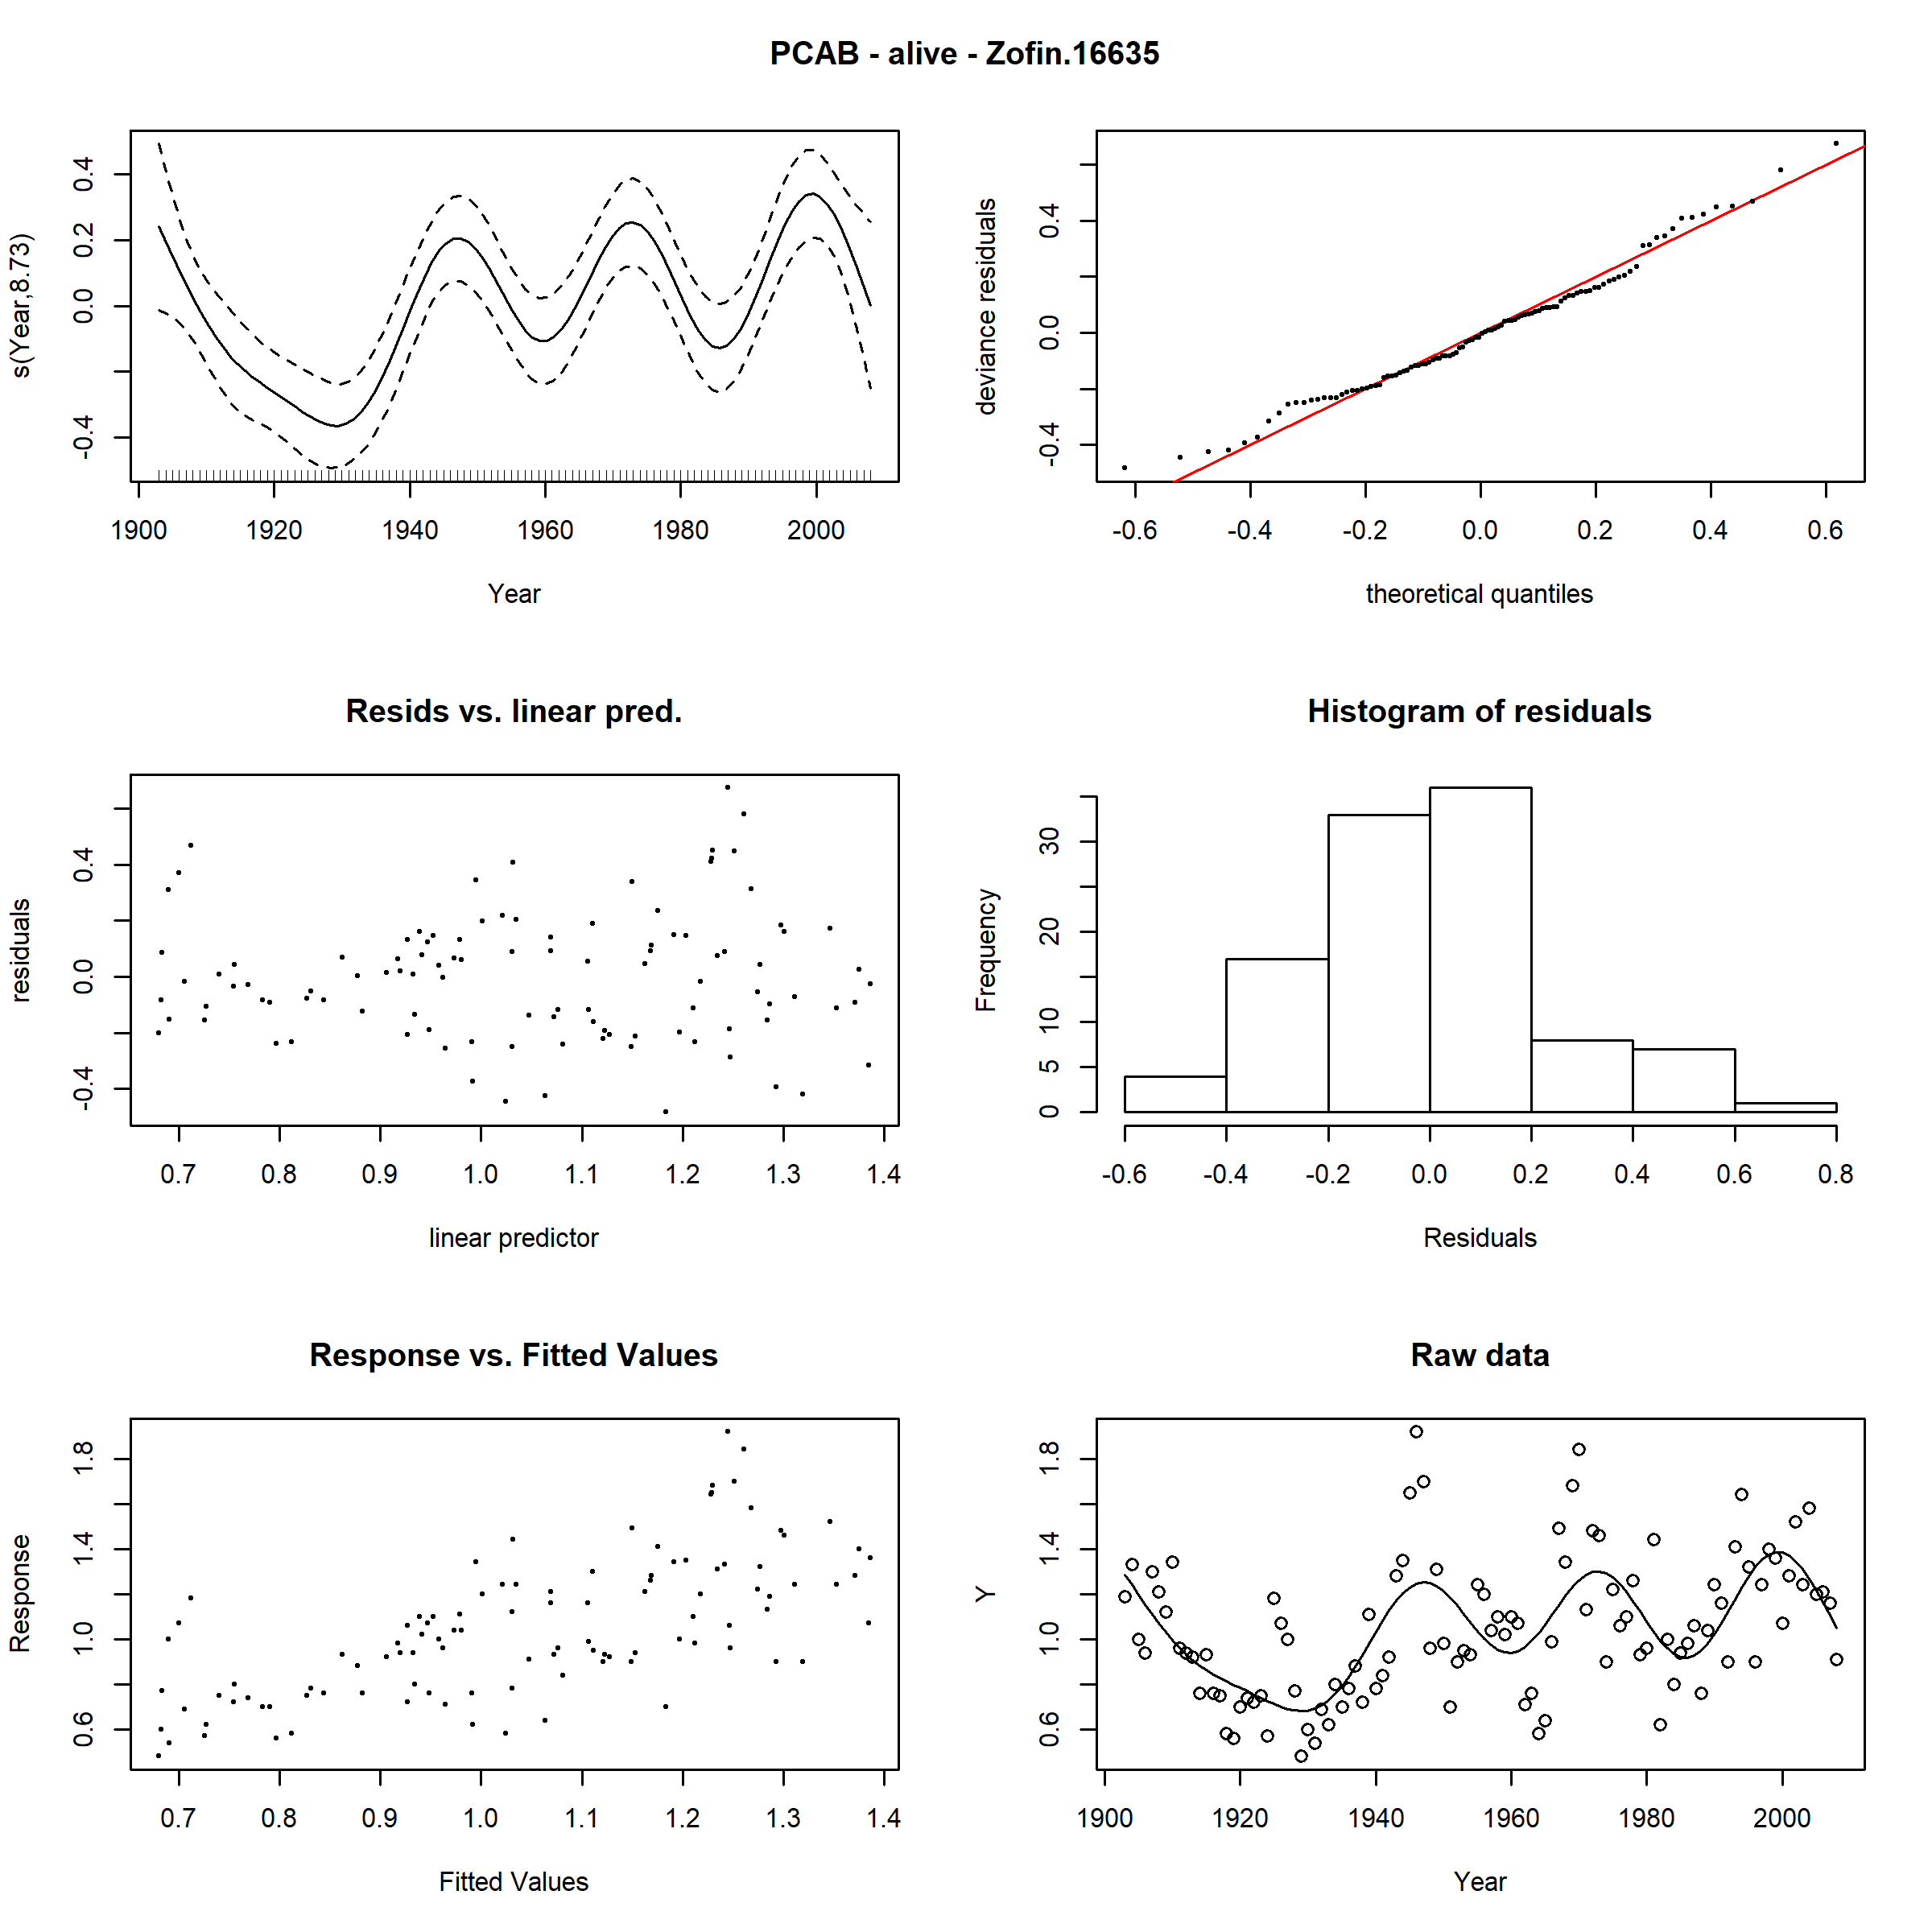 PCAB - alive - Zofin.16635
s(Year,8.73)
-0.4 0.0 0.2 0.4
1900 1920 1940 1960 1980 2000
Year
deviance residuals
-0.4 0.0 0.4
-0.6 -0.4 -0.2 0.0 0.2 0.4 0.6
theoretical quantiles
Resids vs. linear pred.
residuals
-0.4 0.0 0.4
0.7 0.8 0.9 1.0 1.1 1.2 1.3 1.4
linear predictor
Histogram of residuals
Frequency
0 5 10 20 30
-0.6 -0.4 -0.2 0.0 0.2 0.4 0.6 0.8
Residuals
Response vs. Fitted Values
Response
0.6 1.0 1.4 1.8
0.7 0.8 0.9 1.0 1.1 1.2 1.3 1.4
Fitted Values
Raw data
Y
0.6 1.0 1.4 1.8
1900 1920 1940 1960 1980 2000
Year